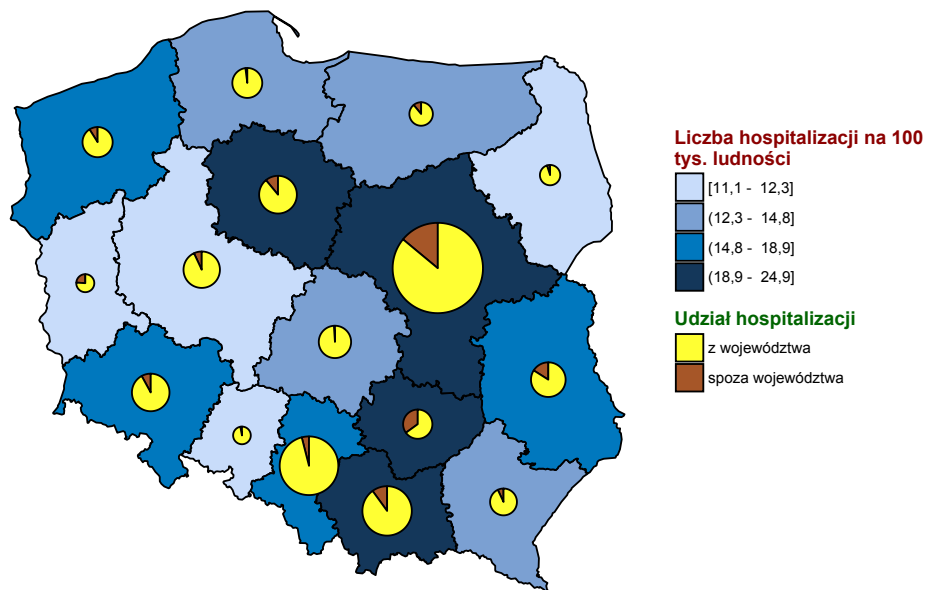 Liczba hospitalizacji na 100
tys. ludności
[11,1 - 12,3]
(12,3 - 14,8]
(14,8 - 18,9]
(18,9 - 24,9]
Udział hospitalizacji
z województwa
spoza województwa